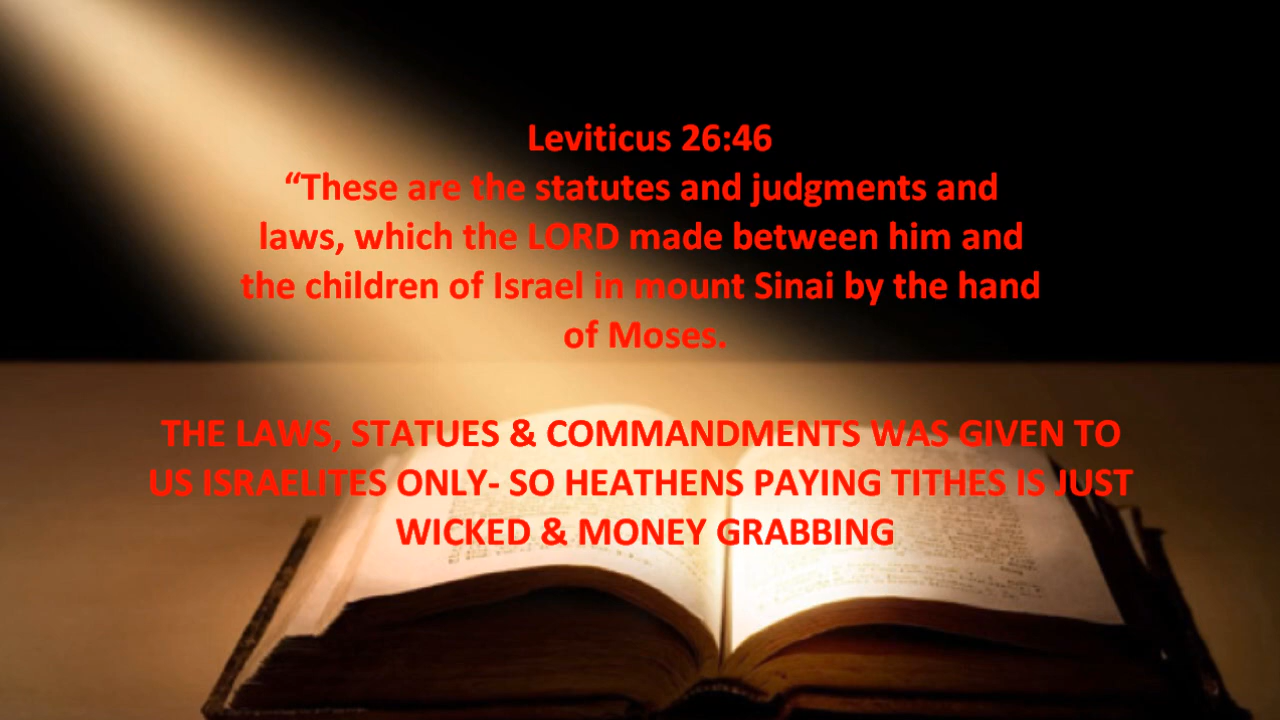 Leviticus 26:46
“These are the statutes and judgments and
laws, which the LORD made between him and
the children of Israel in mount Sinai by the hand
of Moses.
THE LAWS, STATUES & COMMANDMENTS WAS GIVEN TO
US ISRAELITES ONLY- SO HEATHENS PAYING TITHES IS JUST
WICKED & MONEY GRABBING